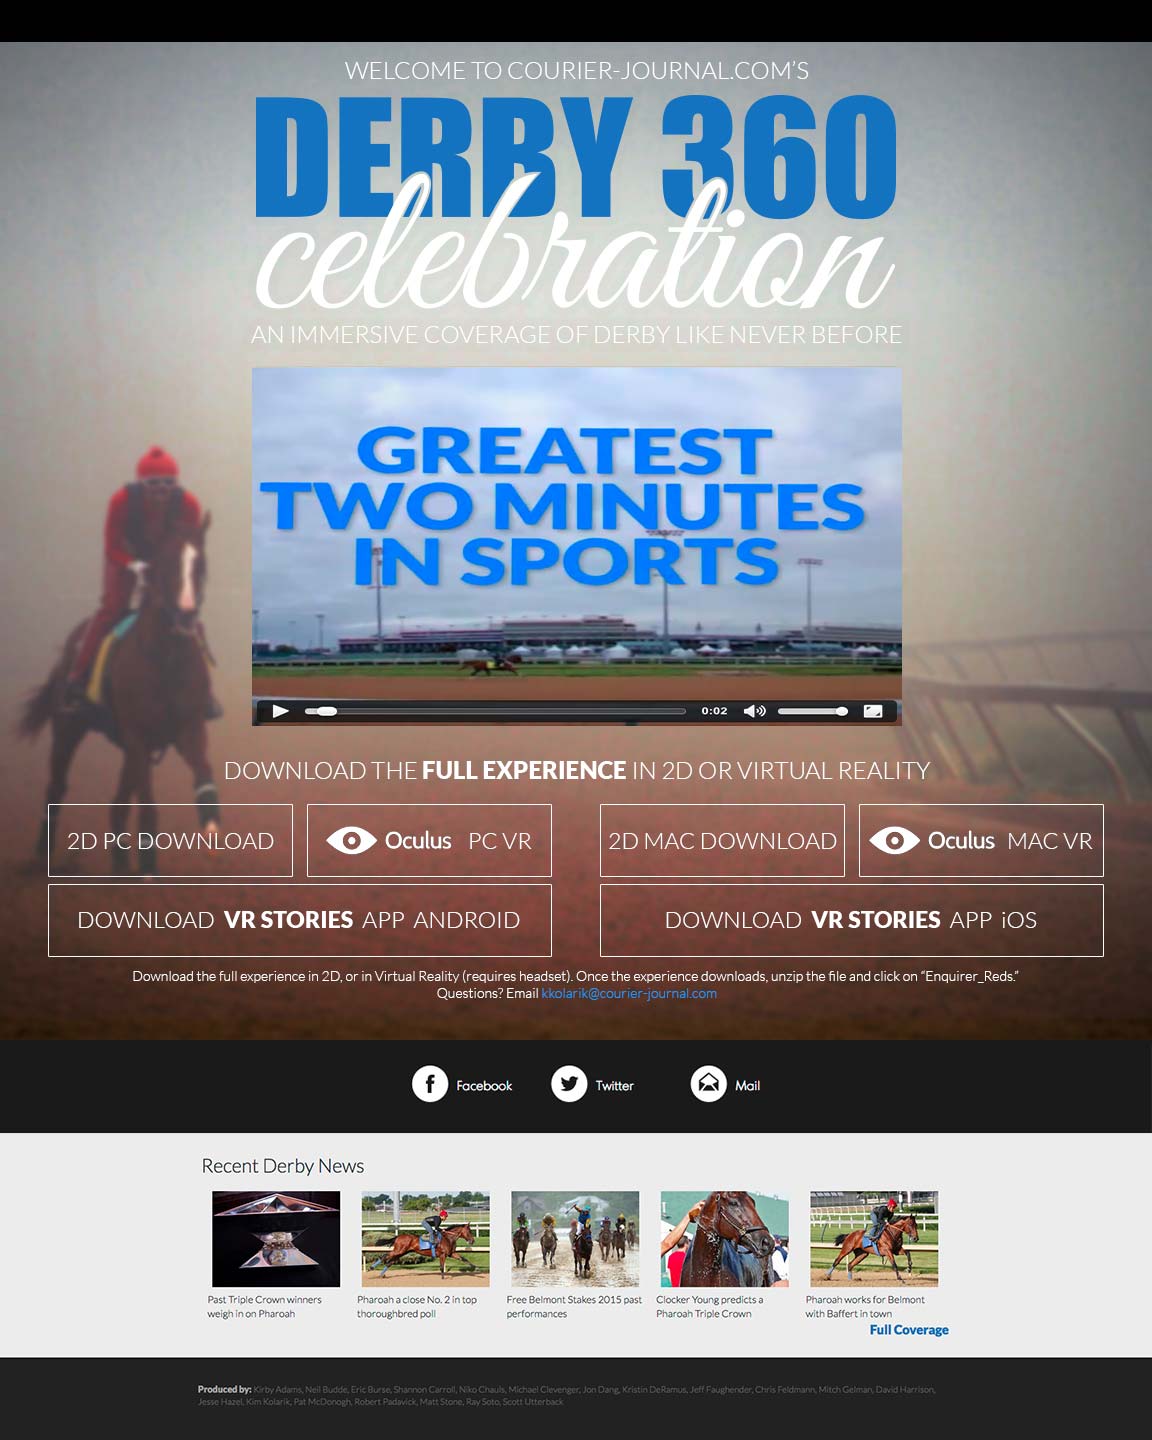 WELCOME TO COURIER-JOURNAL.COM'S
DERBY 360
celebration
AN IMMERSIVE COVERAGE OF DERBY LIKE NEVER BEFORE
GREATEST
TWO MINUTES
IN SPORTS
0:02
DOWNLOAD THE FULL EXPERIENCE IN 2D OR VIRTUAL REALITY
2D PC DOWNLOAD
Oculus PC VR
2D MAC DOWNLOAD
Oculus MAC VR
DOWNLOAD VR STORIES APP ANDROID
DOWNLOAD VR STORIES APP iOS
Download the full experience in 2D, or in Virtual Reality (requires headset). Once the experience downloads, unzip the file and click on “Enquirer_Reds.”
Questions? Email kkolarik@courier-journal.com
Facebook
Twitter
Mail
Recent Derby News
Past Triple Crown winners
weigh in on Pharoah
Pharoah a close No. 2 in top
thoroughbred poll
Free Belmont Stakes 2015 past
performances
Clocker Young predicts a
Pharoah Triple Crown
Pharoah works for Belmont
with Baffert in town
Full Coverage
Produced by: Kirby Adams, Neil Budde, Eric Burse, Shannon Carroll, Niko Chauls, Michael Clevenger, Jon Dang, Kristin DeRamus, Jeff Faughender, Chris Feldmann, Mitch Gelman, David Harrison,
Jesse Hazel, Kim Kolarik, Pat McDonogh, Robert Padavick, Matt Stone, Ray Soto, Scott Utterback